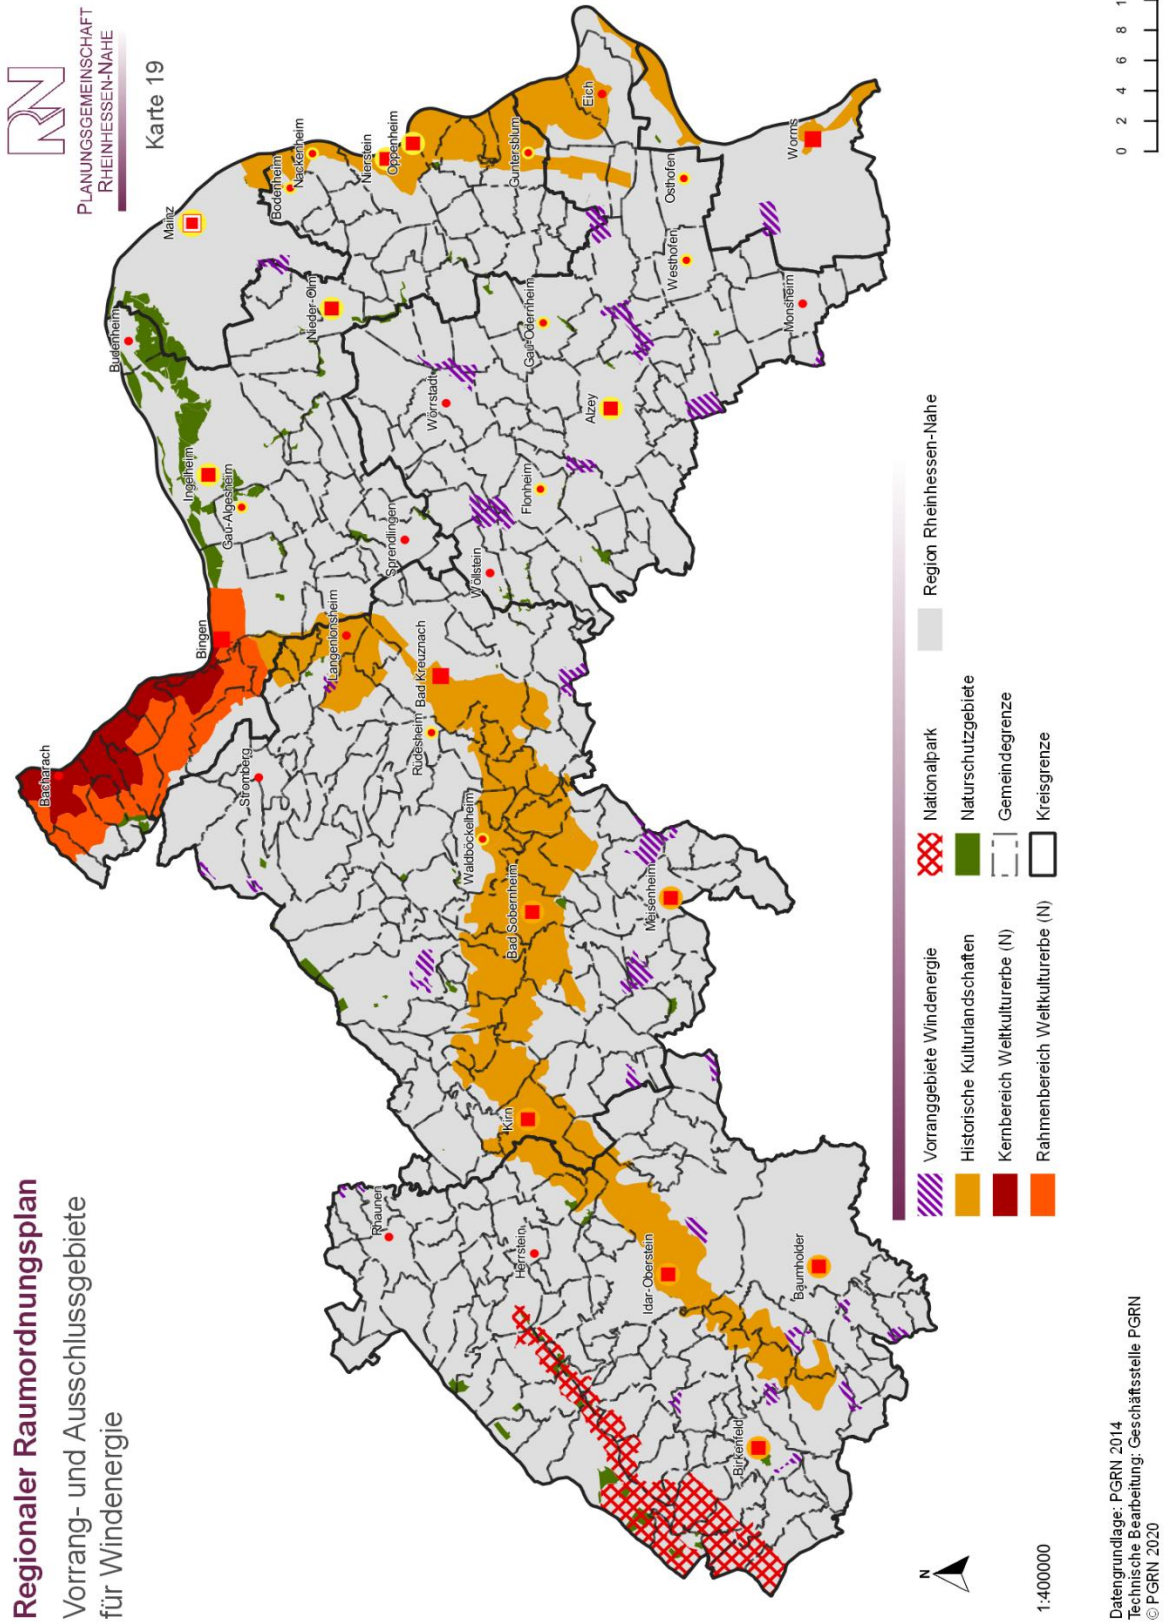 Regionaler Raumordnungsplan
Vorrang- und Ausschlussgebiete
für Windenergie
RN
PLANUNGSGEMEINSCHAFT
RHEINHESSEN-NAHE
Karte 19
Bacharach
Bingen
Budenheim
Mainz
Ingelheim
Gau-Algesheim
Bodenheim
Nackenheim
Nieder-Olm
Nierstein
Oppenheim
Stromberg
Langenlonsheim
Sprendlingen
Wörrstadt
Rhaunen
Rüdesheim
Bad Kreuznach
Wöllstein
Waldböckelheim
Flonheim
Gau-Odernheim
Guntersblum
Eich
Herrstein
Kirn
Bad Sobernheim
Alzey
Idar-Oberstein
Meisenheim
Westhofen
Osthofen
Birkenfeld
Baumholder
Monsheim
Worms
Vorranggebiete Windenergie
Historische Kulturlandschaften
Kernbereich Weltkulturerbe (N)
Rahmenbereich Weltkulturerbe (N)
Nationalpark
Naturschutzgebiete
Gemeindegrenze
Kreisgrenze
Region Rheinhessen-Nahe
N
1:400000
0 2 4 6 8 1
Datengrundlage: PGRN 2014
Technische Bearbeitung: Geschäftsstelle PGRN
© PGRN 2020